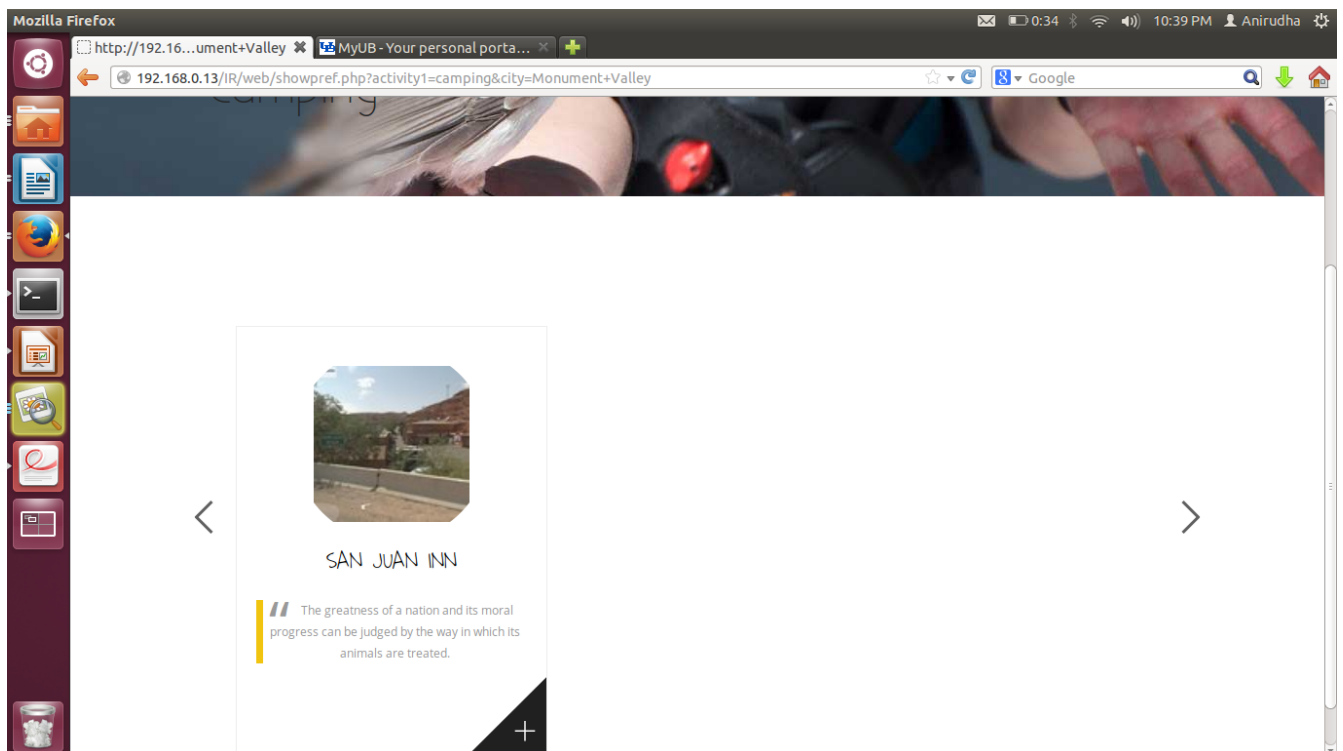 Mozilla Firefox
0:34
10:39 PM
Anirudha
http://192.16...ument+Valley
MyUB - Your personal porta...
192.168.0.13/IR/web/showpref.php?activity1=camping&city=Monument+Valley
Google
camping
SAN JUAN INN
“ The greatness of a nation and its moral
progress can be judged by the way in which its
animals are treated.